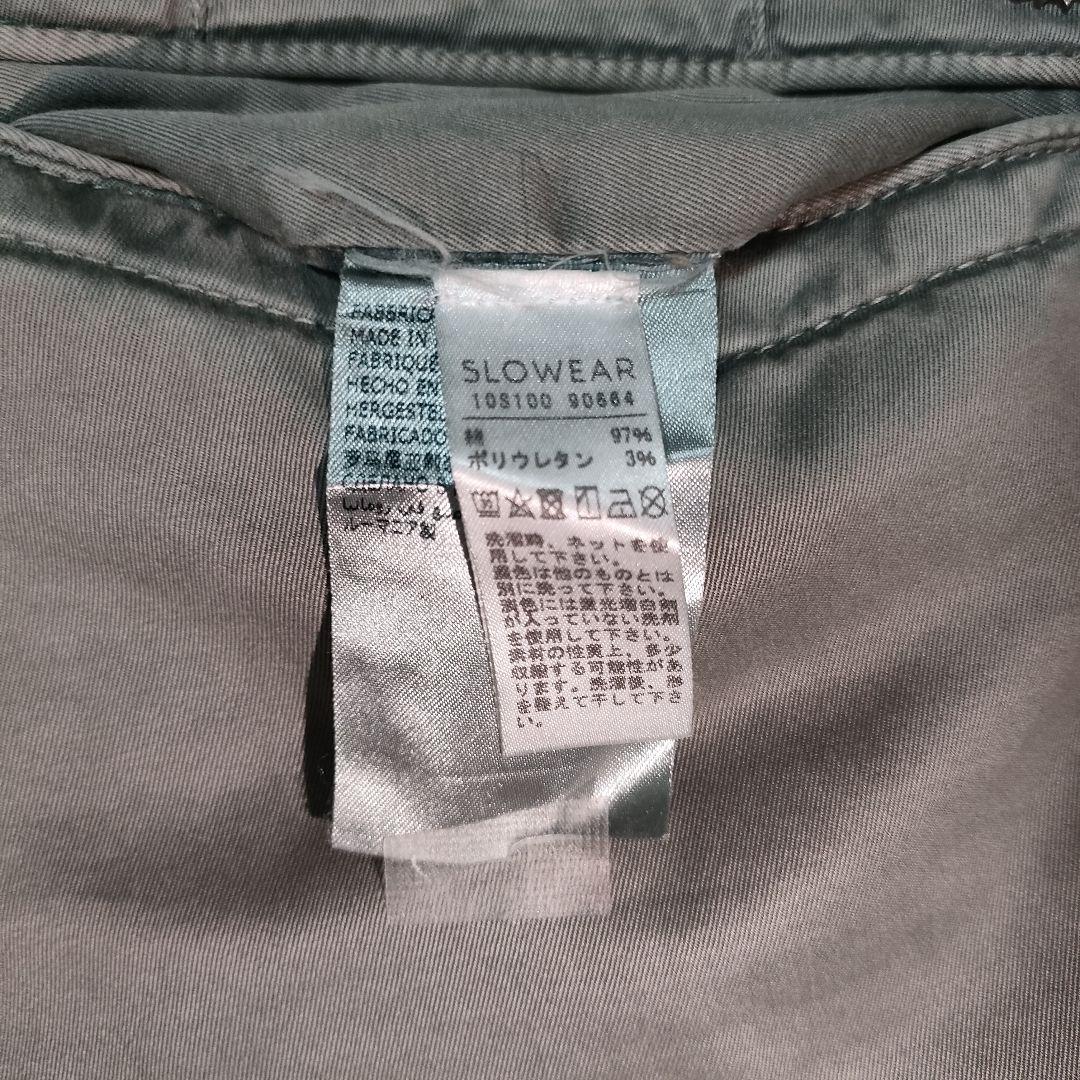 FABBRIC
MADE IN
FABRIQUÉ
HECHO EN
HERGESTEL
FABRICADO
ルーマニア製
SLOWEAR
10S100 90664
綿 97%
ポリウレタン 3%
洗濯時、ネットを使
用して下さい。
濃色は他のものとは
別に洗って下さい。
淡色には蛍光増白剤
が入っていない洗剤
を使用して下さい。
素材の性質上、多少
収縮する可能性があ
ります。洗濯後、形
を整えて干して下さ
い。